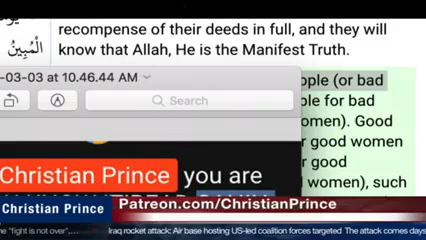 recompense of their deeds in full, and they will
know that Allah, He is the Manifest Truth.
الْمُبِينُ
-03-03 at 10.46.44 AM
Search
ople (or bad
ple for bad
omen). Good
r good women
r good
d women), such
Christian Prince you are
Christian Prince
Patreon.com/ChristianPrince
e "fight is not over"...
Iraq rocket attack: Air base hosting US-led coalition forces targeted The attack comes days